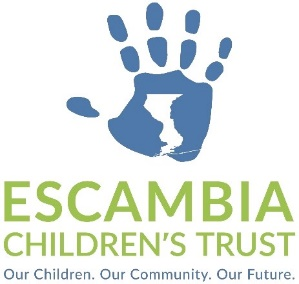 ESCAMBIA
CHILDREN'S TRUST
Our Children. Our Community. Our Future.